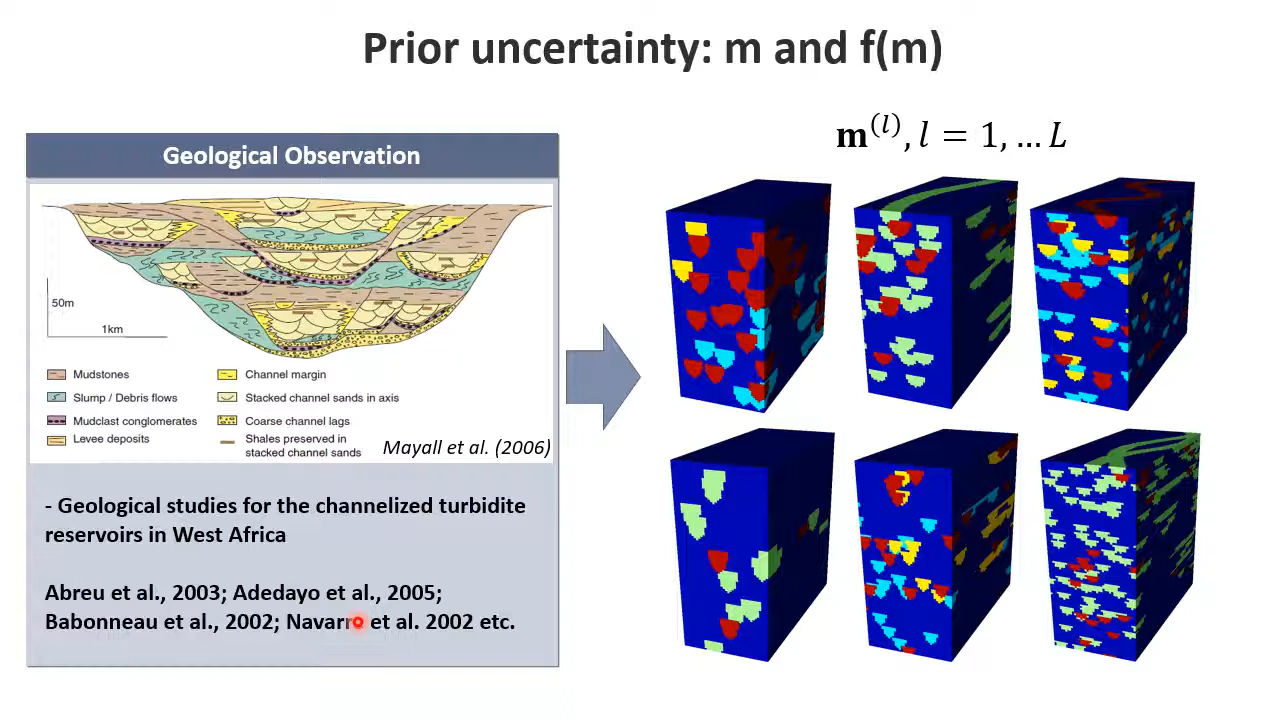 Prior uncertainty: m and f(m)
Geological Observation
50m
1km
Mudstones
Slump / Debris flows
Mudclast conglomerates
Levee deposits
Channel margin
Stacked channel sands in axis
Coarse channel lags
Shales preserved in
stacked channel sands
Mayall et al. (2006)
- Geological studies for the channelized turbidite
reservoirs in West Africa
Abreu et al., 2003; Adedayo et al., 2005;
Babonneau et al., 2002; Navarro et al. 2002 etc.
𝐦⁽ˡ⁾, 𝑙 = 1, … 𝐿